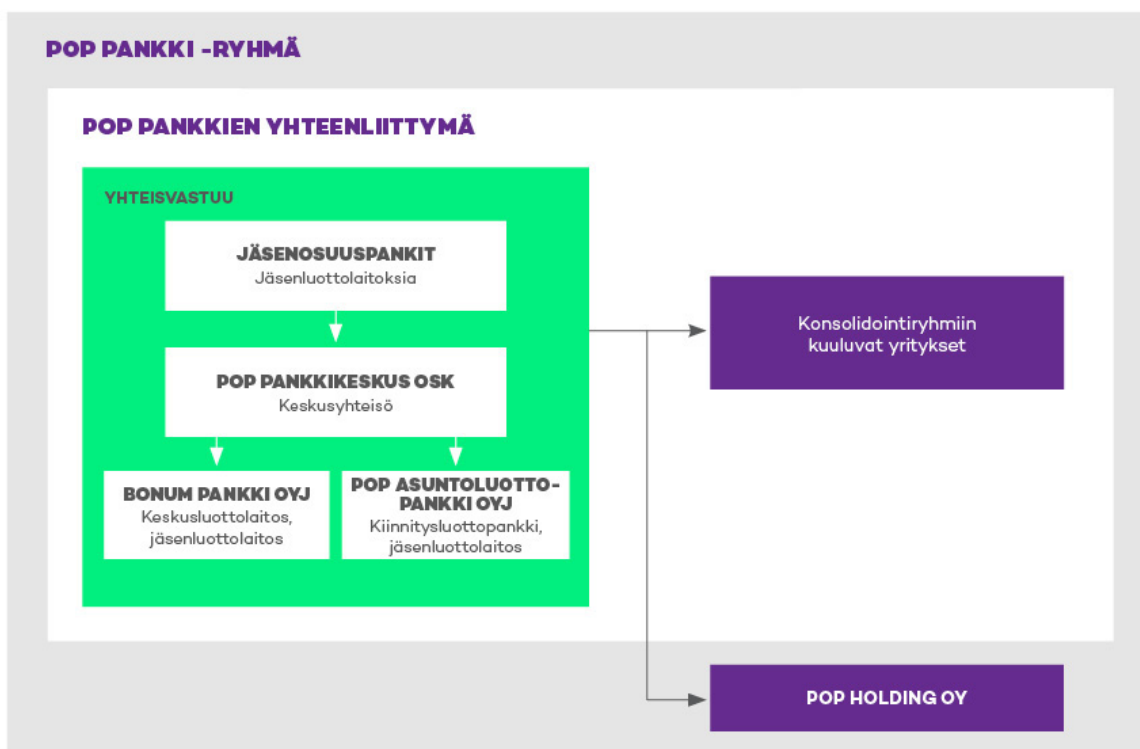 POP PANKKI -RYHMÄ
POP PANKKIEN YHTEENLIITTYMÄ
YHTEISVASTUU
JÄSENOSUUSPANKIT
Jäsenluottolaitoksia
POP PANKKIKESKUS OSK
Keskusyhteisö
BONUM PANKKI OYJ
Keskusluottolaitos,
jäsenluottolaitos
POP ASUNTOLUOTTO-
PANKKI OYJ
Kiinnitysluottopankki,
jäsenluottolaitos
Konsolidointiryhmiin
kuuluvat yritykset
POP HOLDING OY